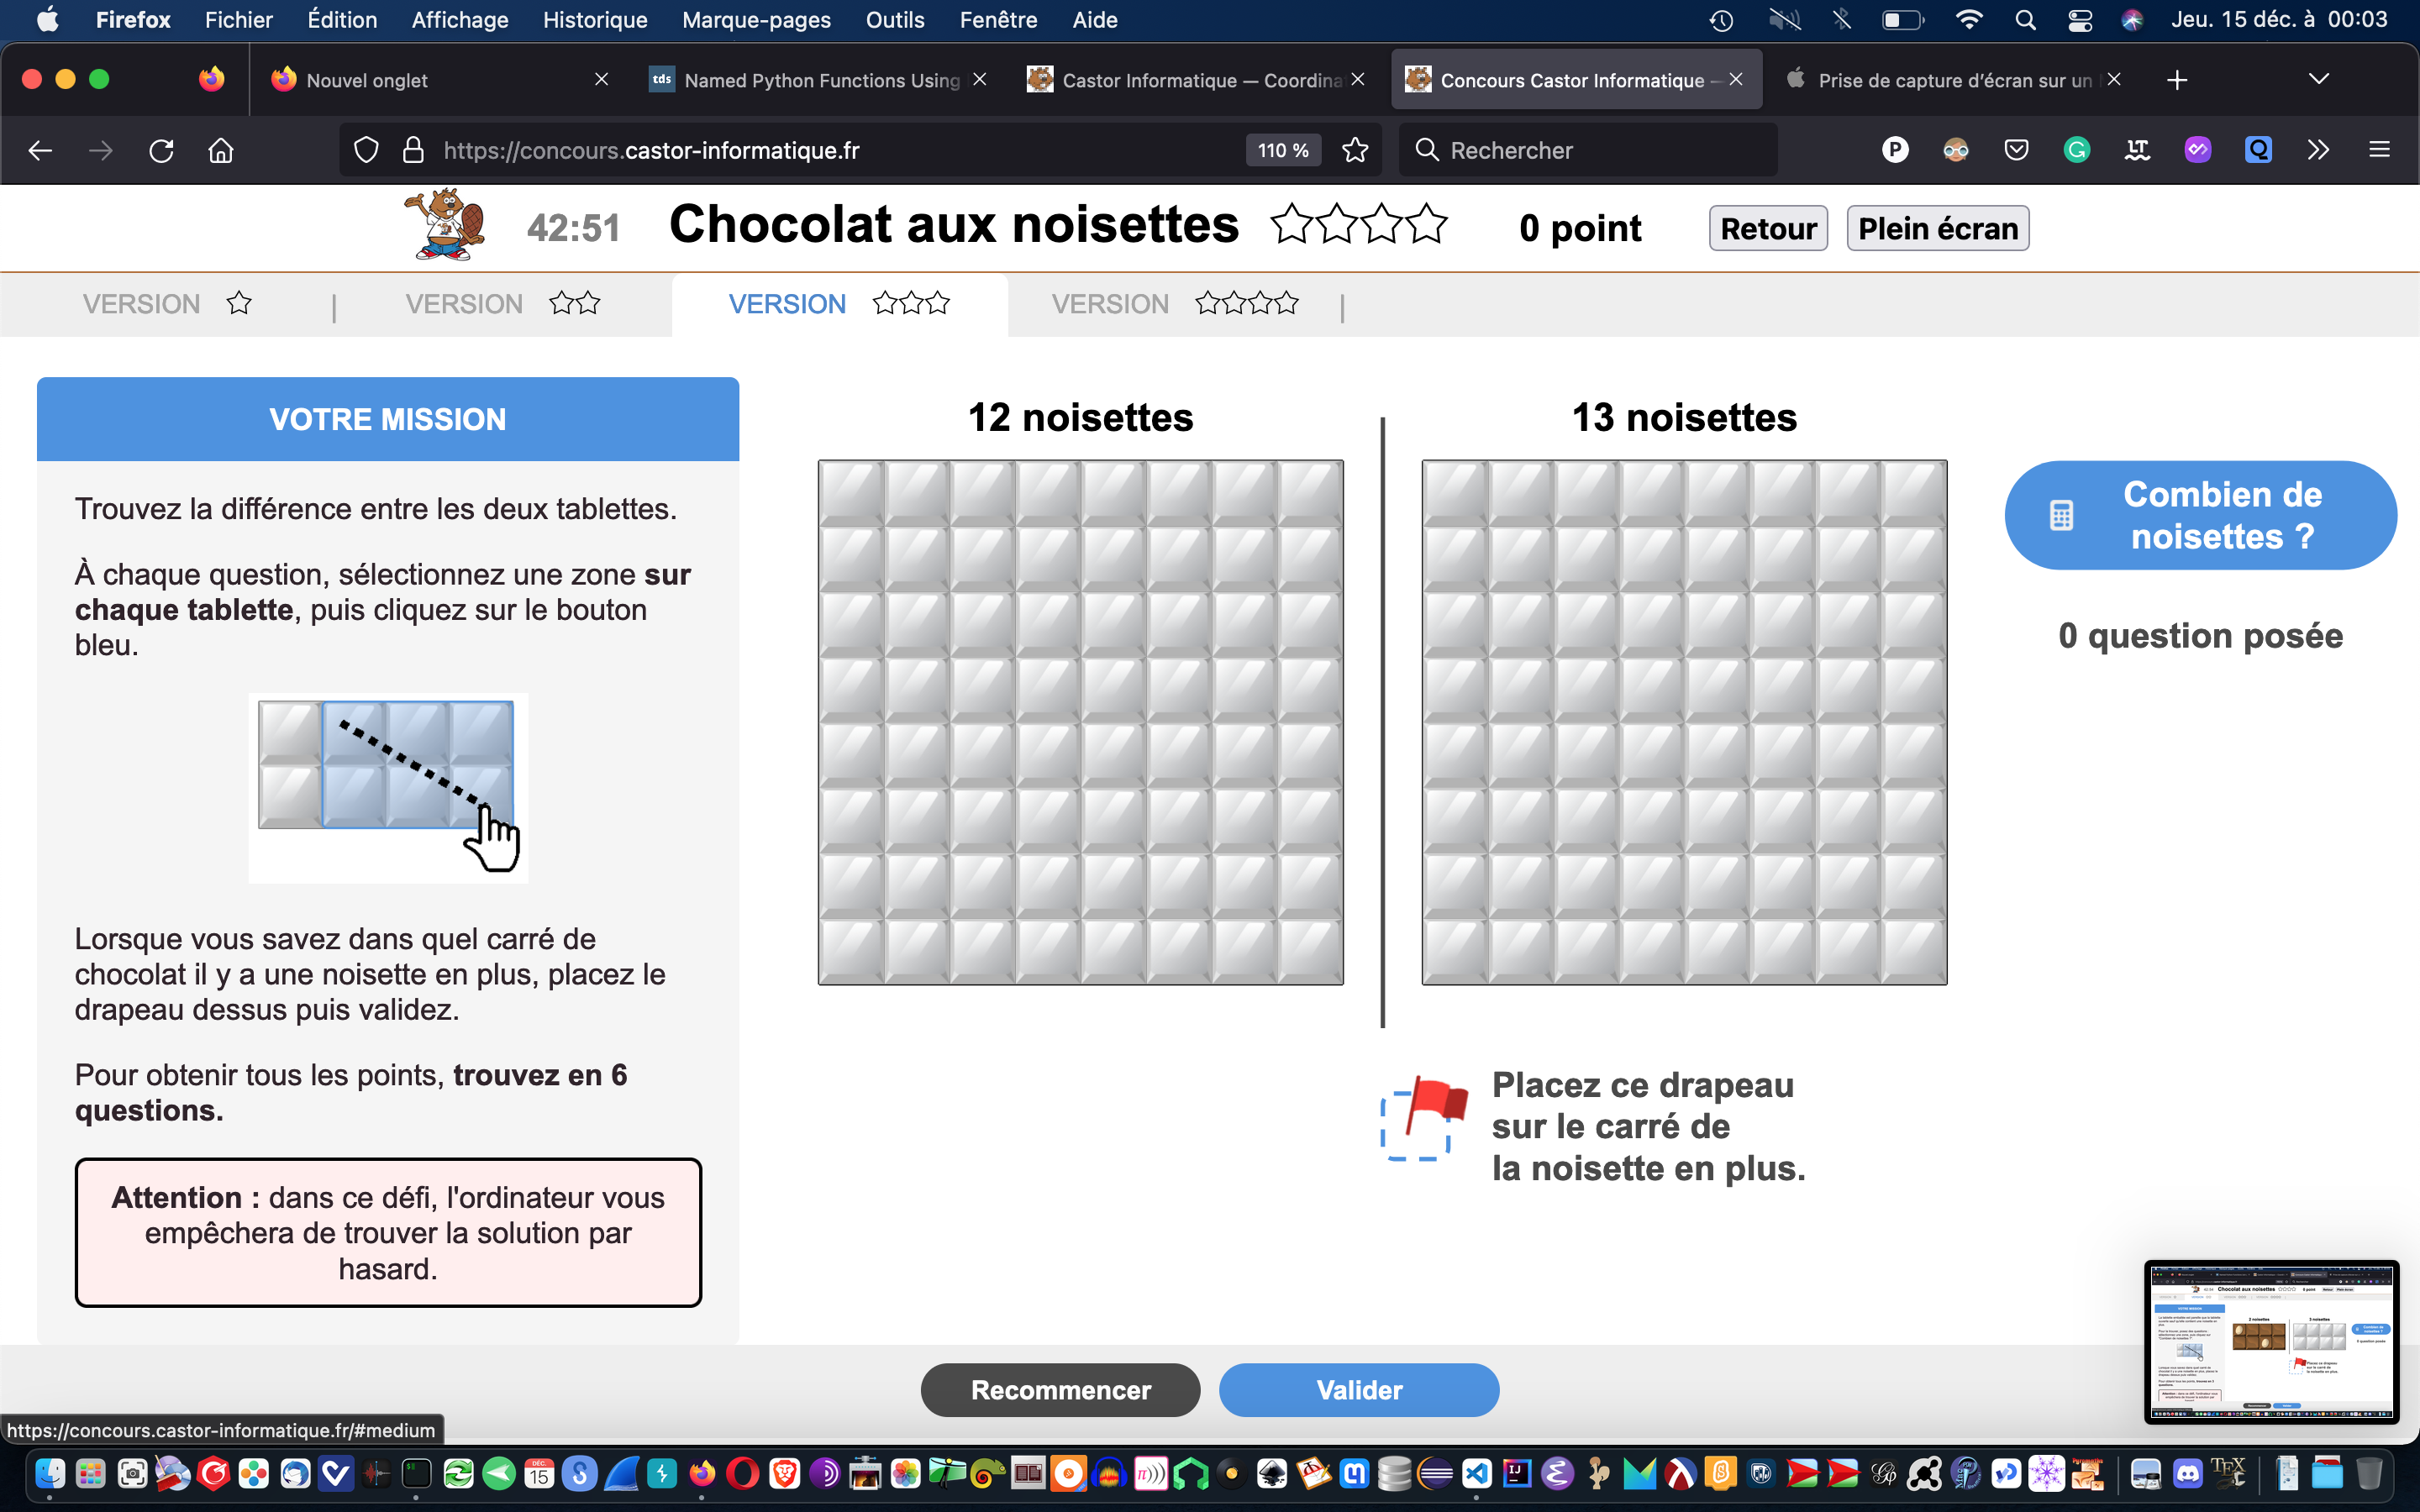 Firefox Fichier Édition Affichage Historique Marque-pages Outils Fenêtre Aide Jeu. 15 déc. à 00:03
Nouvel onglet tds Named Python Functions Using Castor Informatique — Coordina Concours Castor Informatique — Prise de capture d'écran sur un
https://concours.castor-informatique.fr 110 % Rechercher
42:51 Chocolat aux noisettes 0 point Retour Plein écran
VERSION | VERSION VERSION VERSION |
VOTRE MISSION
Trouvez la différence entre les deux tablettes.
À chaque question, sélectionnez une zone sur
chaque tablette, puis cliquez sur le bouton
bleu.
Lorsque vous savez dans quel carré de
chocolat il y a une noisette en plus, placez le
drapeau dessus puis validez.
Pour obtenir tous les points, trouvez en 6
questions.
Attention : dans ce défi, l'ordinateur vous
empêchera de trouver la solution par
hasard.
12 noisettes
13 noisettes
Combien de
noisettes ?
0 question posée
Placez ce drapeau
sur le carré de
la noisette en plus.
Recommencer Valider
https://concours.castor-informatique.fr/#medium